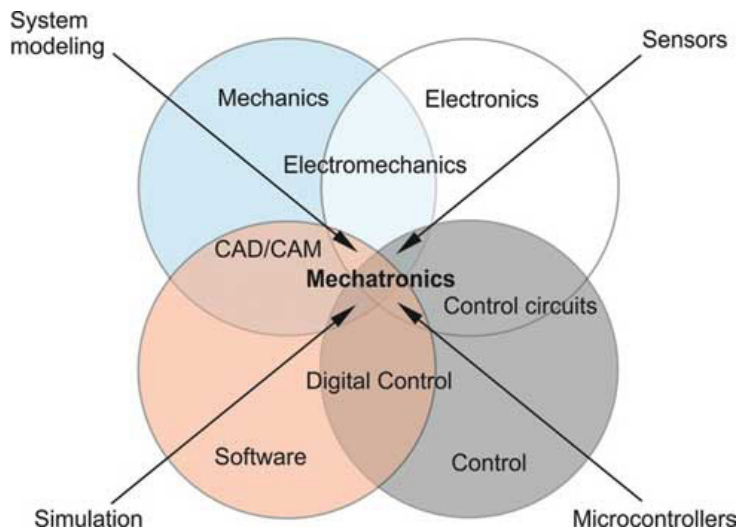 System
modeling
Sensors
Mechanics
Electronics
Electromechanics
CAD/CAM
Mechatronics
Control circuits
Digital Control
Software
Control
Simulation
Microcontrollers